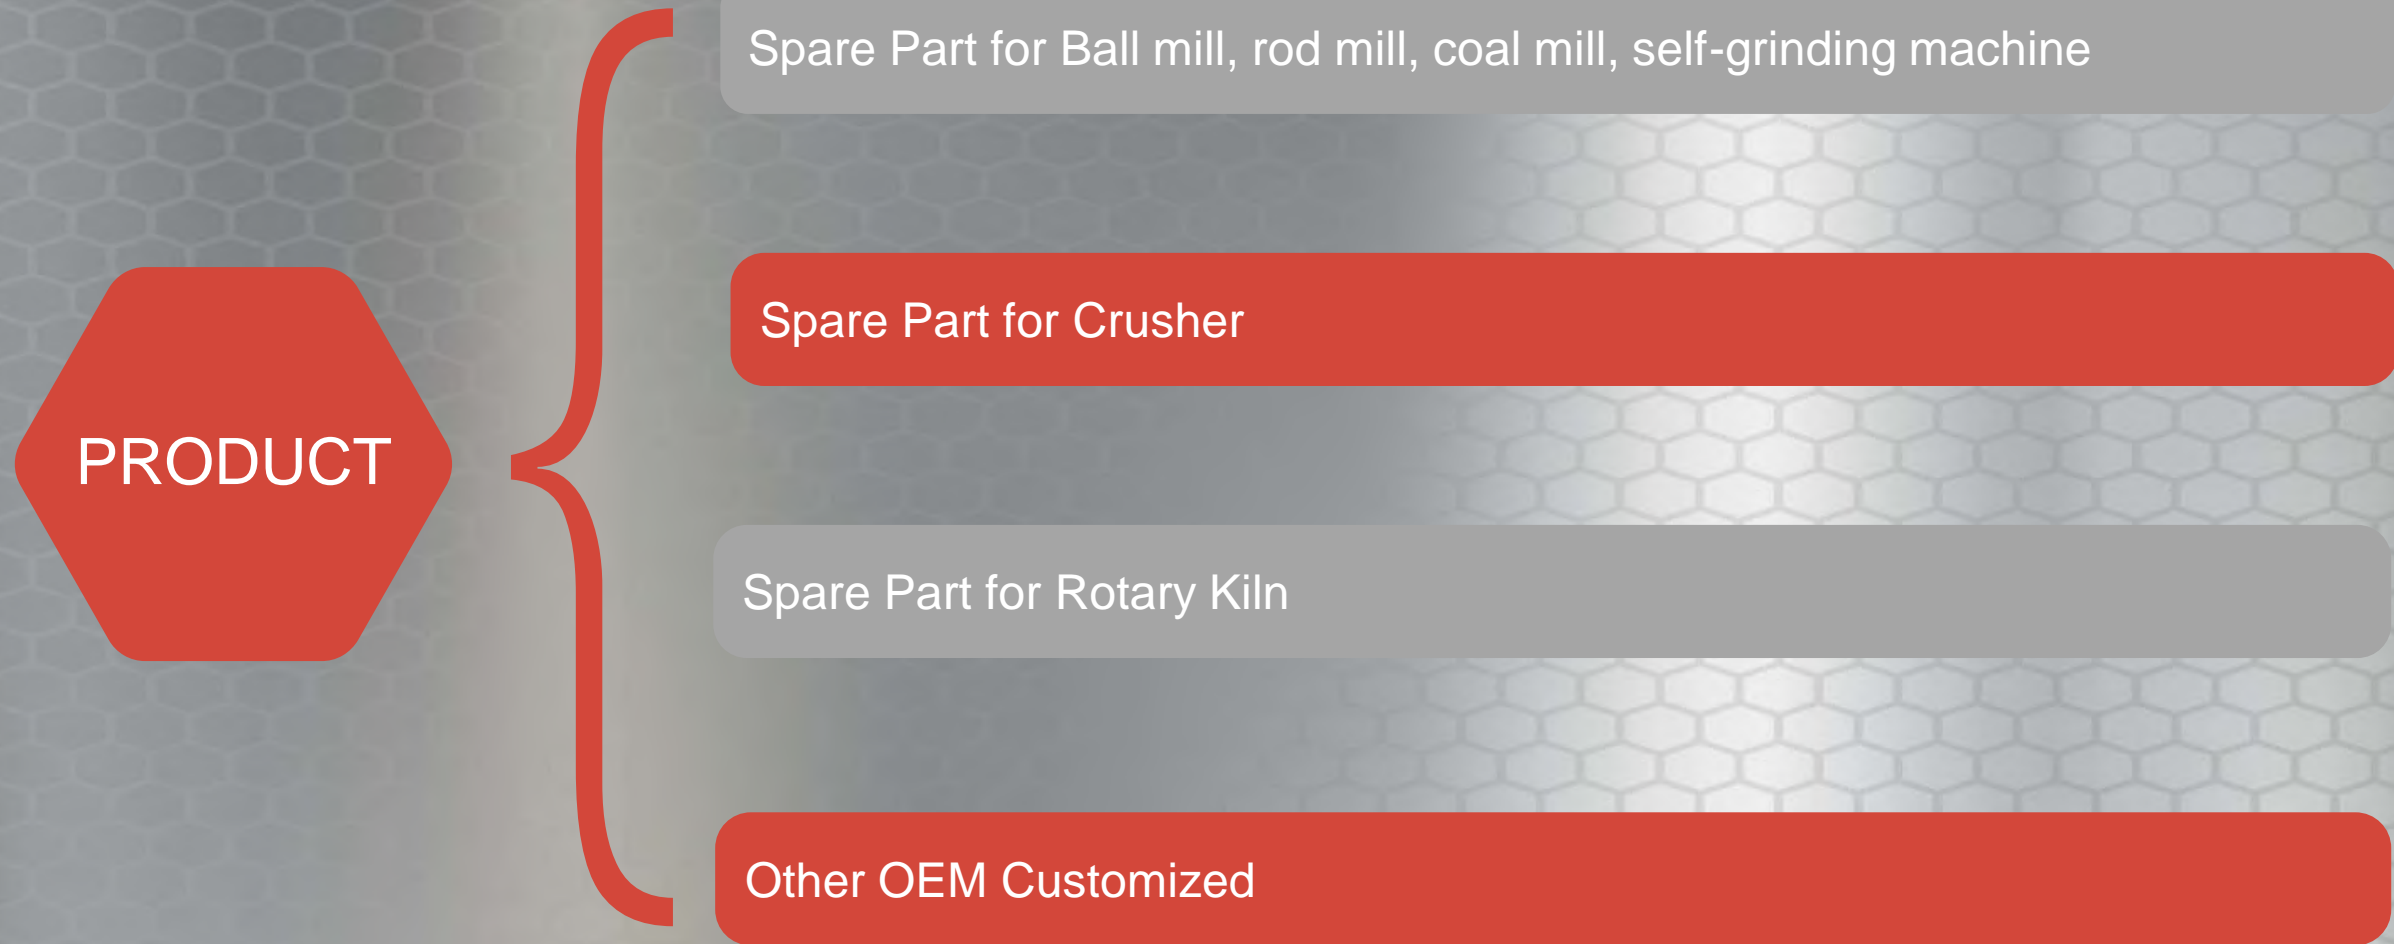 Spare Part for Ball mill, rod mill, coal mill, self-grinding machine
Spare Part for Crusher
PRODUCT
Spare Part for Rotary Kiln
Other OEM Customized